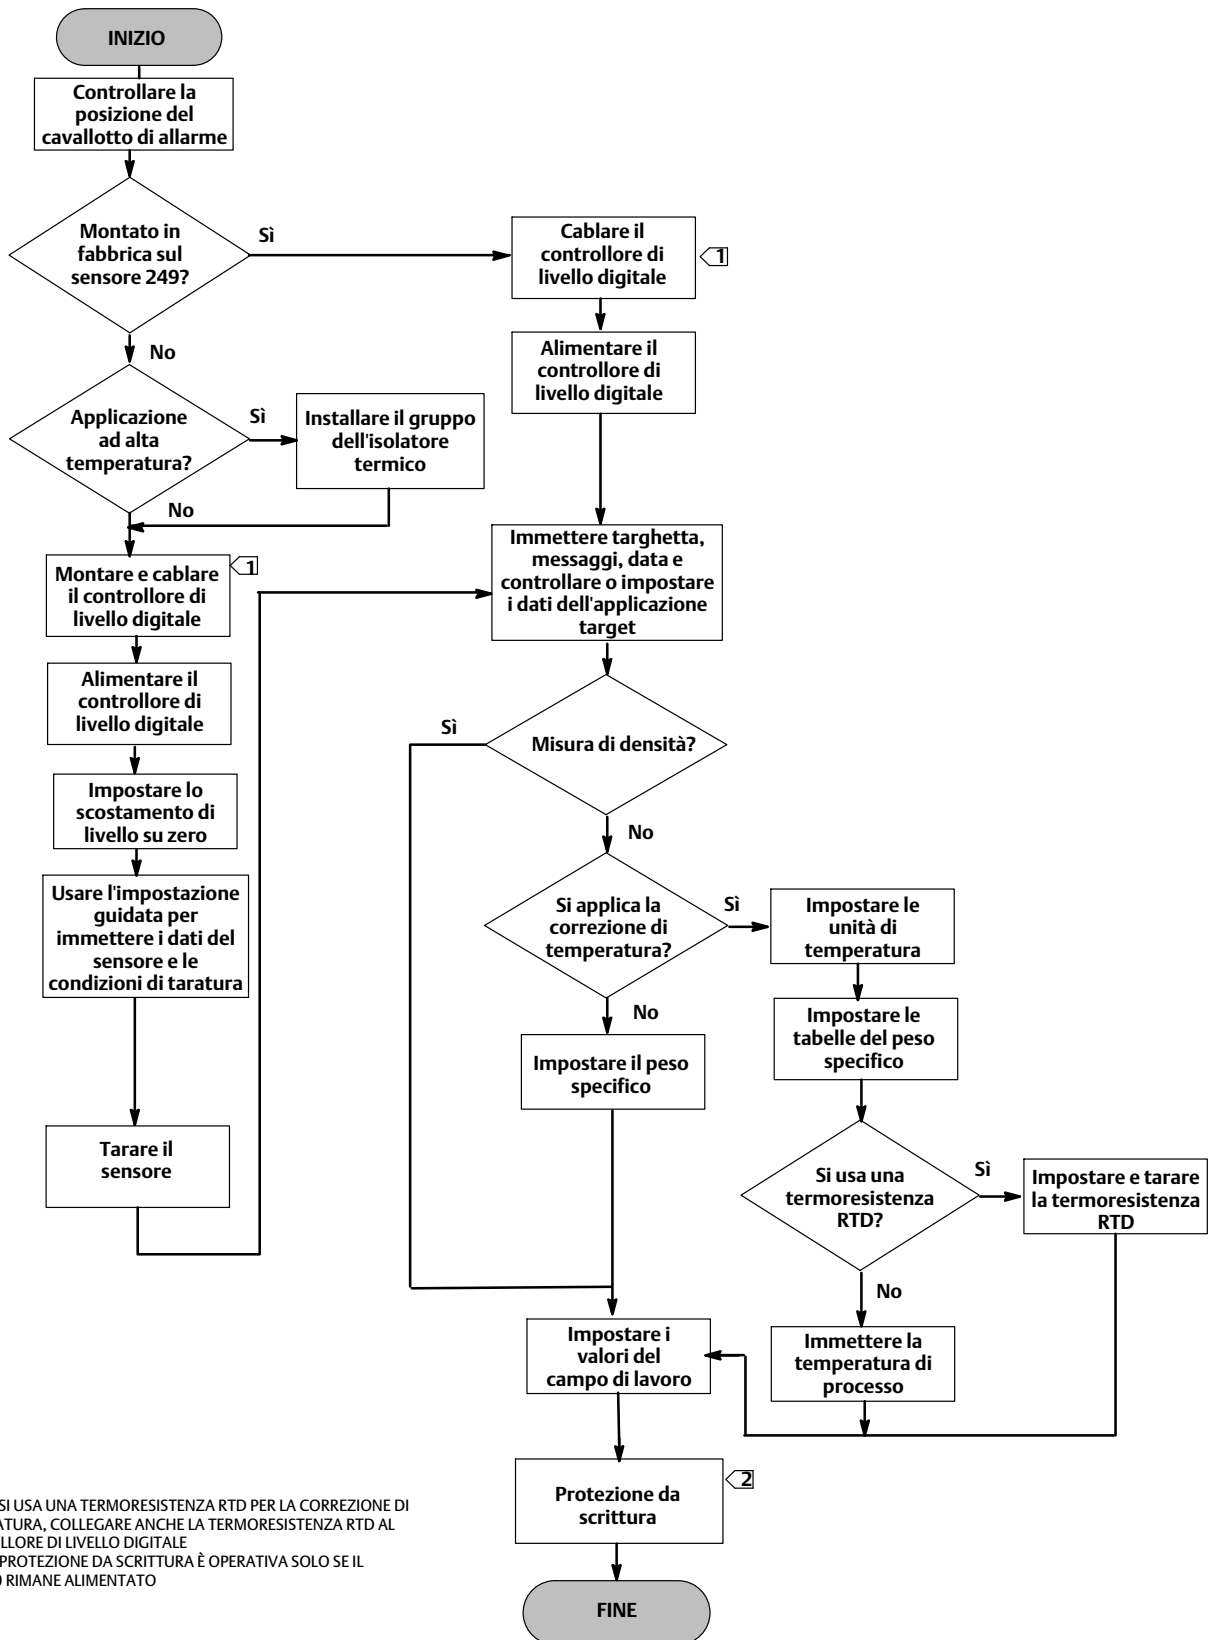 INIZIO
Controllare la
posizione del
cavallotto di allarme
Montato in
fabbrica sul
sensore 249?
Sì
Cablare il
controllore di
livello digitale
1
No
Alimentare il
controllore di
livello digitale
Applicazione
ad alta
temperatura?
Sì
Installare il gruppo
dell'isolatore
termico
No
Montare e cablare
il controllore di
livello digitale
1
Immettere targhetta,
messaggi, data e
controllare o impostare
i dati dell'applicazione
target
Alimentare il
controllore di
livello digitale
Impostare lo
scostamento di
livello su zero
Usare l'impostazione
guidata per
immettere i dati del
sensore e le
condizioni di taratura
Tarare il
sensore
Sì
Misura di densità?
No
Si applica la
correzione di
temperatura?
Sì
Impostare le
unità di
temperatura
No
Impostare il peso
specifico
Impostare le
tabelle del peso
specifico
Si usa una
termoresistenza
RTD?
Sì
Impostare e tarare
la termoresistenza
RTD
No
Immettere la
temperatura di
processo
Impostare i
valori del
campo di lavoro
Protezione da
scrittura
2
FINE
SI USA UNA TERMORESISTENZA RTD PER LA CORREZIONE DI
ATURA, COLLEGARE ANCHE LA TERMORESISTENZA RTD AL
LLORE DI LIVELLO DIGITALE
PROTEZIONE DA SCRITTURA È OPERATIVA SOLO SE IL
RIMANE ALIMENTATO